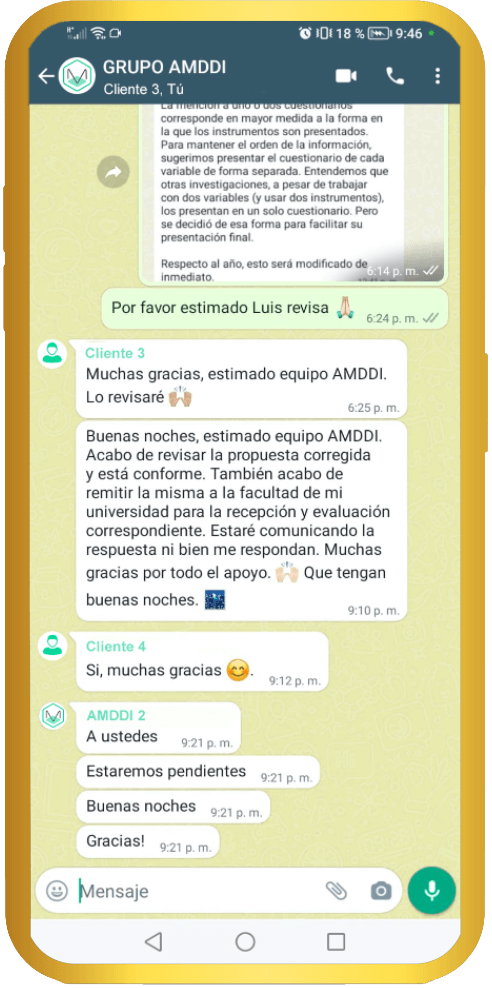 18 % 9:46
GRUPO AMDDI
Cliente 3, Tú
La mención a uno o dos cuestionarios
corresponde en mayor medida a la forma en
la que los instrumentos son presentados.
Para mantener el orden de la información,
sugerimos presentar el cuestionario de cada
variable de forma separada. Entendemos que
otras investigaciones, a pesar de trabajar
con dos variables (y usar dos instrumentos),
los presentan en un solo cuestionario. Pero
se decidió de esa forma para facilitar su
presentación final.
Respecto al año, esto será modificado de
inmediato.
6:14 p. m.
Por favor estimado Luis revisa 🙏🏻
6:24 p. m.
Cliente 3
Muchas gracias, estimado equipo AMDDI.
Lo revisaré 🙌🏼
6:25 p. m.
Buenas noches, estimado equipo AMDDI.
Acabo de revisar la propuesta corregida
y está conforme. También acabo de
remitir la misma a la facultad de mi
universidad para la recepción y evaluación
correspondiente. Estaré comunicando la
respuesta ni bien me respondan. Muchas
gracias por todo el apoyo. 🙌🏻 Que tengan
buenas noches. 🌃
9:10 p. m.
Cliente 4
Si, muchas gracias 😊.
9:12 p. m.
AMDDI 2
A ustedes
9:21 p. m.
Estaremos pendientes
9:21 p. m.
Buenas noches
9:21 p. m.
Gracias!
9:21 p. m.
Mensaje